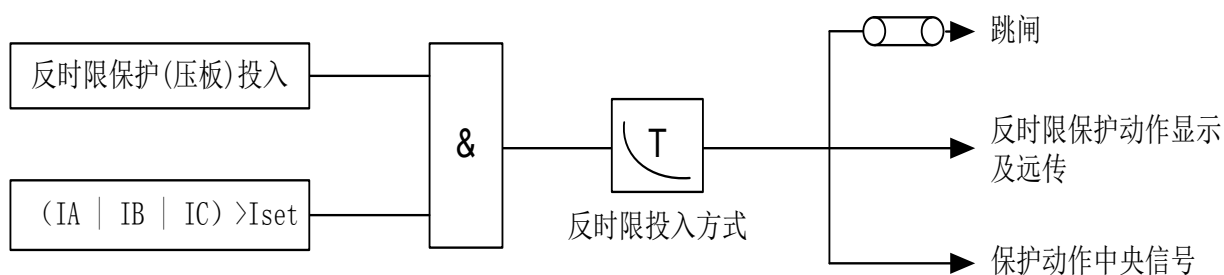 跳闸
反时限保护(压板)投入
&
T
反时限保护动作显示
及远传
(IA | IB | IC) >Iset
反时限投入方式
保护动作中央信号